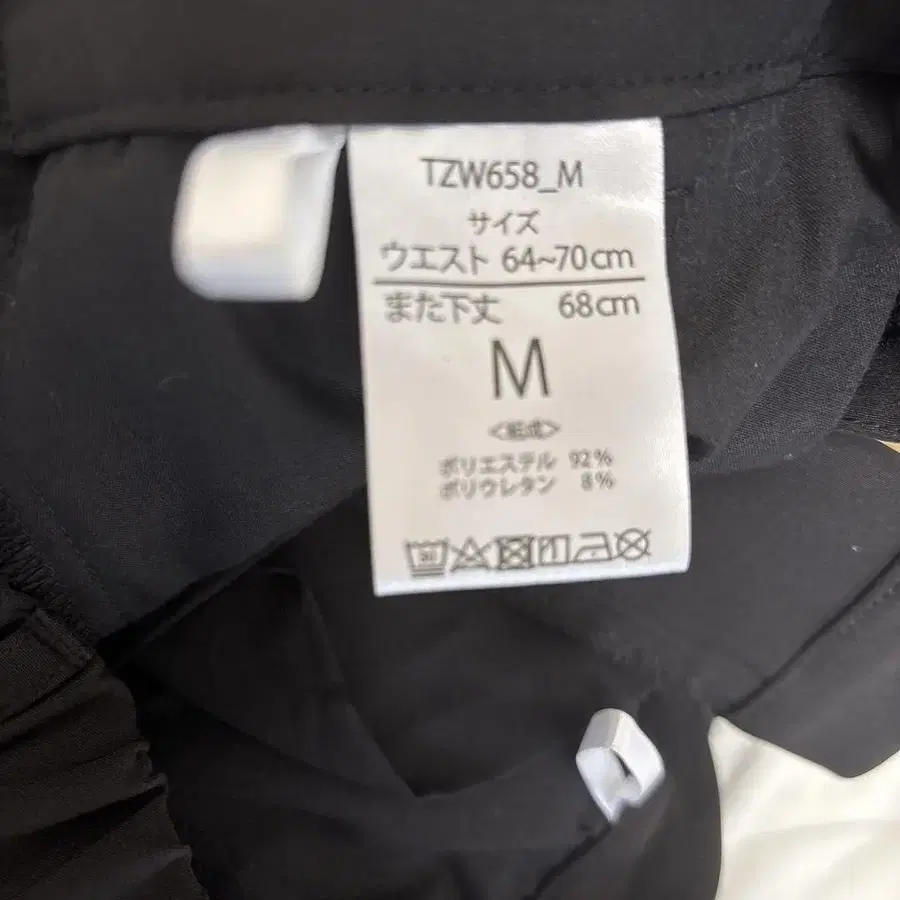 TZW658_M
サイズ
ウエスト 64~70cm
また下丈 68cm
M
<組成>
ポリエステル 92%
ポリウレタン 8%